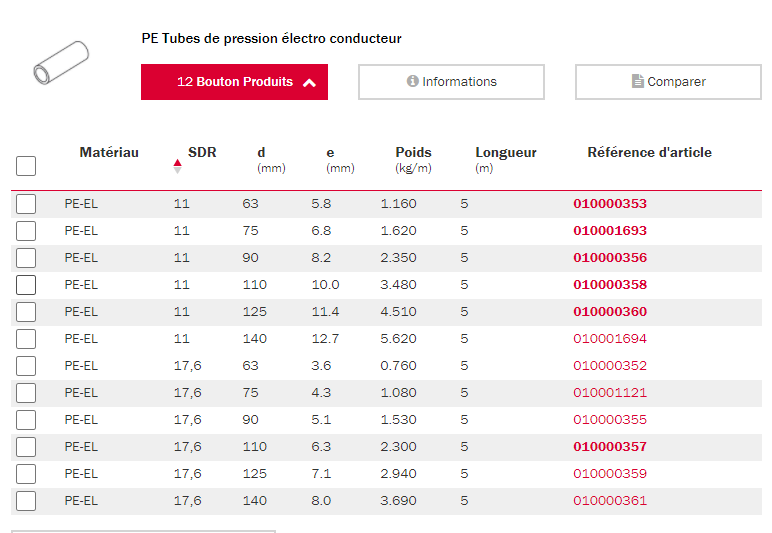 PE Tubes de pression électro conducteur
12 Bouton Produits
Informations
Comparer
Matériau SDR d e Poids Longueur Référence d'article
(mm) (mm) (kg/m) (m)
PE-EL 11 63 5.8 1.160 5 010000353
PE-EL 11 75 6.8 1.620 5 010001693
PE-EL 11 90 8.2 2.350 5 010000356
PE-EL 11 110 10.0 3.480 5 010000358
PE-EL 11 125 11.4 4.510 5 010000360
PE-EL 11 140 12.7 5.620 5 010001694
PE-EL 17,6 63 3.6 0.760 5 010000352
PE-EL 17,6 75 4.3 1.080 5 010001121
PE-EL 17,6 90 5.1 1.530 5 010000355
PE-EL 17,6 110 6.3 2.300 5 010000357
PE-EL 17,6 125 7.1 2.940 5 010000359
PE-EL 17,6 140 8.0 3.690 5 010000361